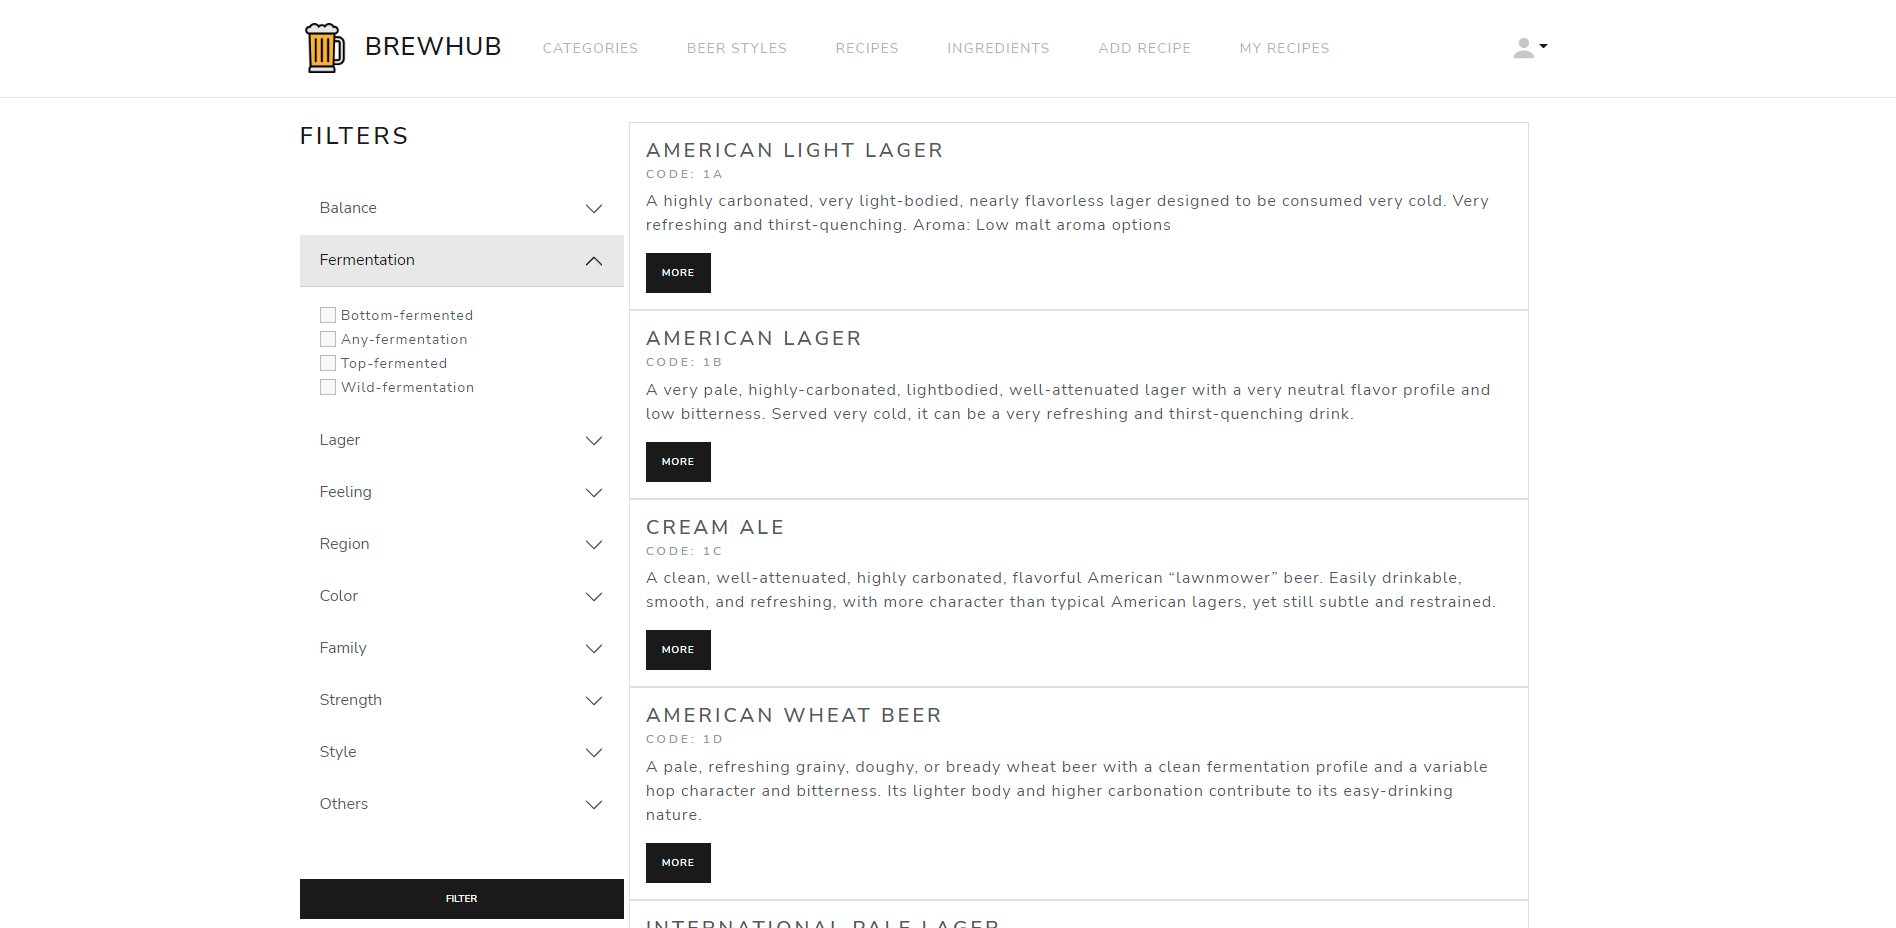 BREWHUB
CATEGORIES
BEER STYLES
RECIPES
INGREDIENTS
ADD RECIPE
MY RECIPES
FILTERS
Balance
Fermentation
Bottom-fermented
Any-fermentation
Top-fermented
Wild-fermentation
Lager
Feeling
Region
Color
Family
Strength
Style
Others
FILTER
AMERICAN LIGHT LAGER
CODE: 1A
A highly carbonated, very light-bodied, nearly flavorless lager designed to be consumed very cold. Very
refreshing and thirst-quenching. Aroma: Low malt aroma options
MORE
AMERICAN LAGER
CODE: 1B
A very pale, highly-carbonated, lightbodied, well-attenuated lager with a very neutral flavor profile and
low bitterness. Served very cold, it can be a very refreshing and thirst-quenching drink.
MORE
CREAM ALE
CODE: 1C
A clean, well-attenuated, highly carbonated, flavorful American “lawnmower” beer. Easily drinkable,
smooth, and refreshing, with more character than typical American lagers, yet still subtle and restrained.
MORE
AMERICAN WHEAT BEER
CODE: 1D
A pale, refreshing grainy, doughy, or bready wheat beer with a clean fermentation profile and a variable
hop character and bitterness. Its lighter body and higher carbonation contribute to its easy-drinking
nature.
MORE
INTERNATIONAL PALE LAGER